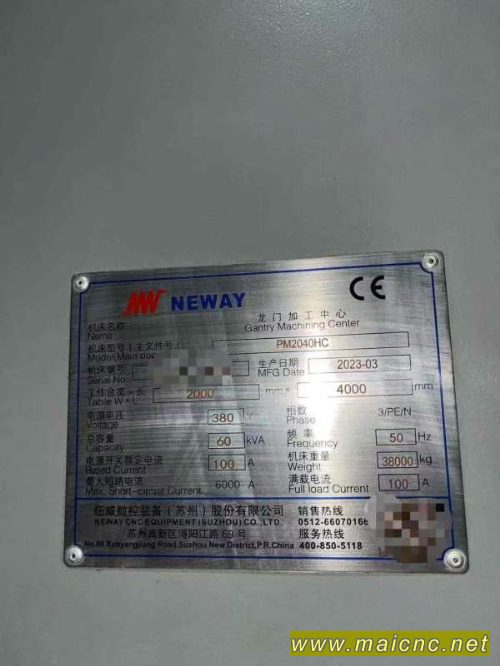 NEWAY CE
机床名称 龙门加工中心
Name Gantry Machining Center
机床型号(主文件号) PM2040HC
Model(Main doc
机床编号 生产日期 2023-03
Serial No. MFG Date
工作台宽×长 2000 mm× 4000 mm
Table W×L
电源电压 380 V 相数 3/PE/N
Voltage Phase
总容量 60 kVA 频率 50 Hz
Capacity Frequency
电源开关额定电流 100 A 机床重量 38000 kg
Rated Current Weight
最大短路电流 6000 A 满载电流 100 A
Max. Short-circuit Current Full load Current
纽威数控装备(苏州)股份有限公司 销售热线
NEWAY CNC EQUIPMENT(SUZHOU)CO.,LTD. 0512-6607016
苏州高新区浔阳江路69号 服务热线
No.69 Xunyangjiang Road,Suzhou New District,P.R.China 400-850-5118
www.maicnc.net